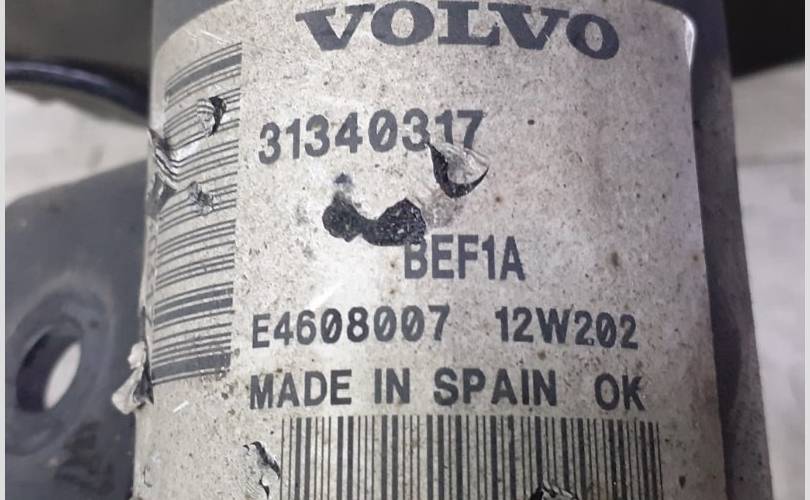 VOLVO
31340317
BEF1A
E4608007 12W202
MADE IN SPAIN OK